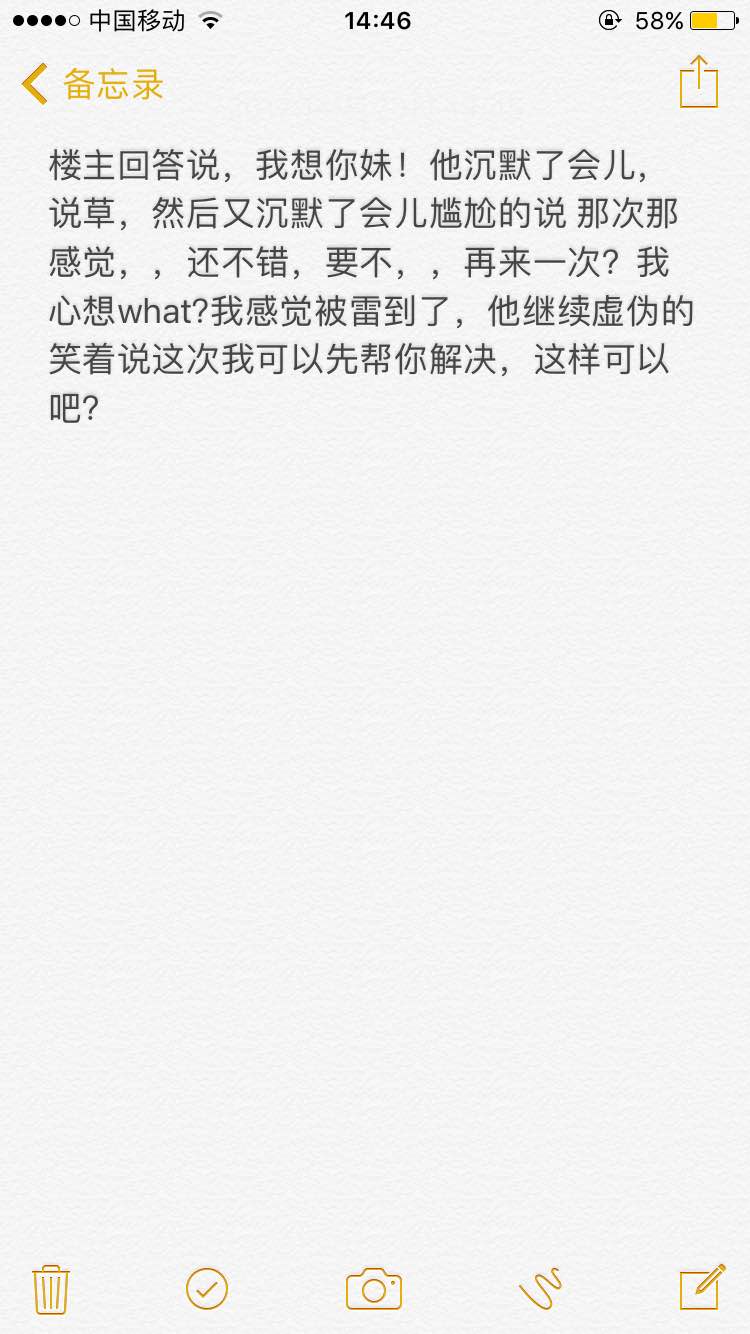 中国移动
14:46
58%
备忘录
楼主回答说，我想你妹！他沉默了会儿，
说草，然后又沉默了会儿尴尬的说 那次那
感觉，，还不错，要不，，再来一次？我
心想what?我感觉被雷到了，他继续虚伪的
笑着说这次我可以先帮你解决，这样可以
吧？